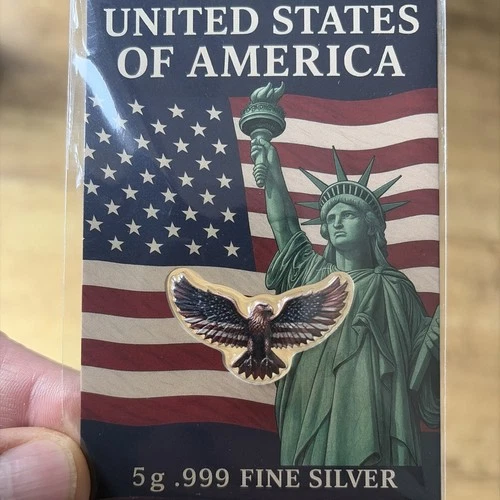 UNITED STATES
OF AMERICA
5g .999 FINE SILVER